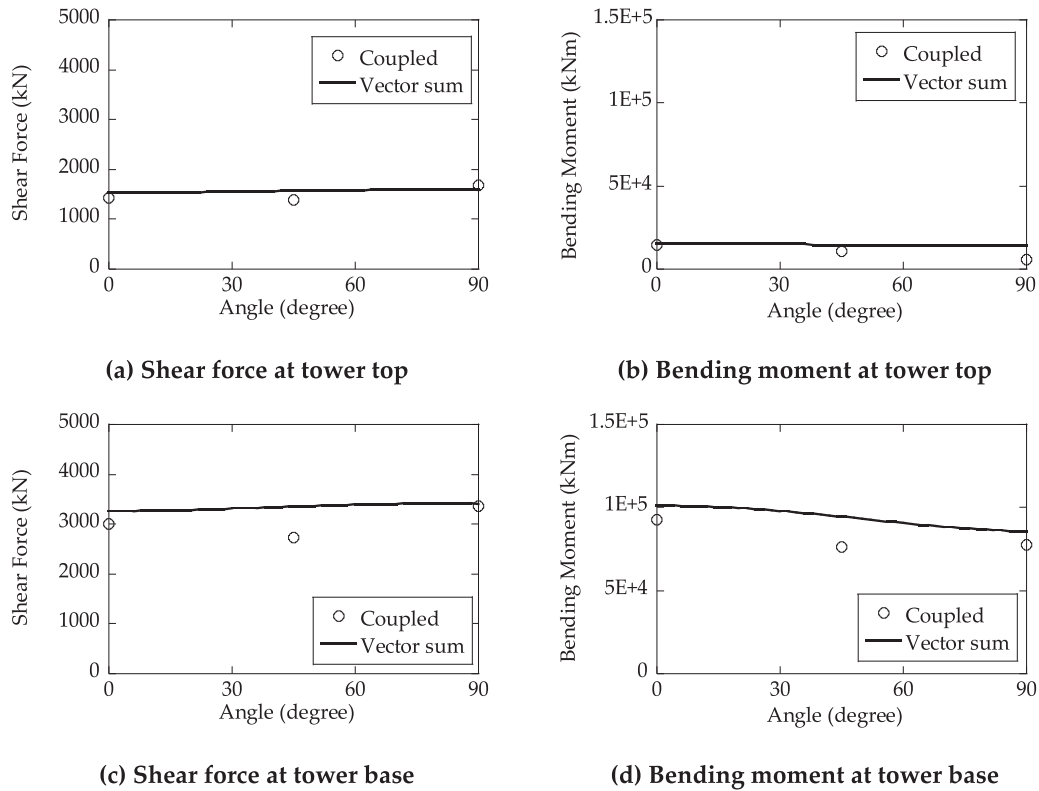 5000
4000
3000
2000
1000
0
Shear Force (kN)
Coupled
Vector sum
0
30
60
90
Angle (degree)
(a) Shear force at tower top
1.5E+5
1E+5
5E+4
0
Bending Moment (kNm)
Coupled
Vector sum
0
30
60
90
Angle (degree)
(b) Bending moment at tower top
5000
4000
3000
2000
1000
0
Shear Force (kN)
Coupled
Vector sum
0
30
60
90
Angle (degree)
(c) Shear force at tower base
1.5E+5
1E+5
5E+4
0
Bending Moment (kNm)
Coupled
Vector sum
0
30
60
90
Angle (degree)
(d) Bending moment at tower base